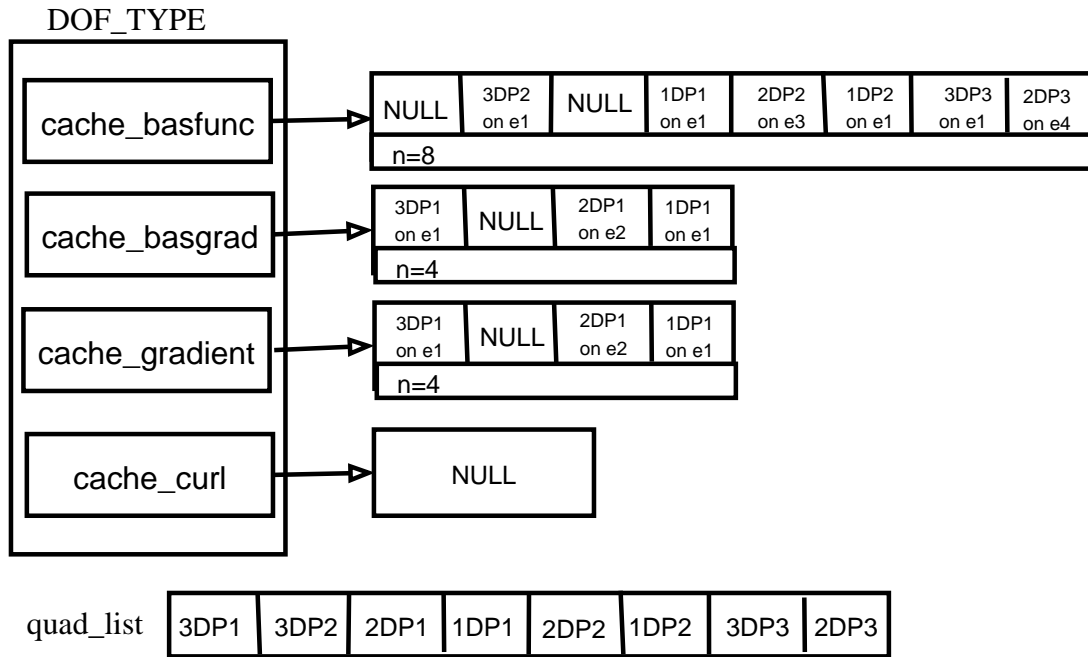 DOF_TYPE
cache_basfunc
NULL 3DP2 on e1 NULL 1DP1 on e1 2DP2 on e3 1DP2 on e1 3DP3 on e1 2DP3 on e4
n=8
cache_basgrad
3DP1 on e1 NULL 2DP1 on e2 1DP1 on e1
n=4
cache_gradient
3DP1 on e1 NULL 2DP1 on e2 1DP1 on e1
n=4
cache_curl
NULL
quad_list 3DP1 3DP2 2DP1 1DP1 2DP2 1DP2 3DP3 2DP3